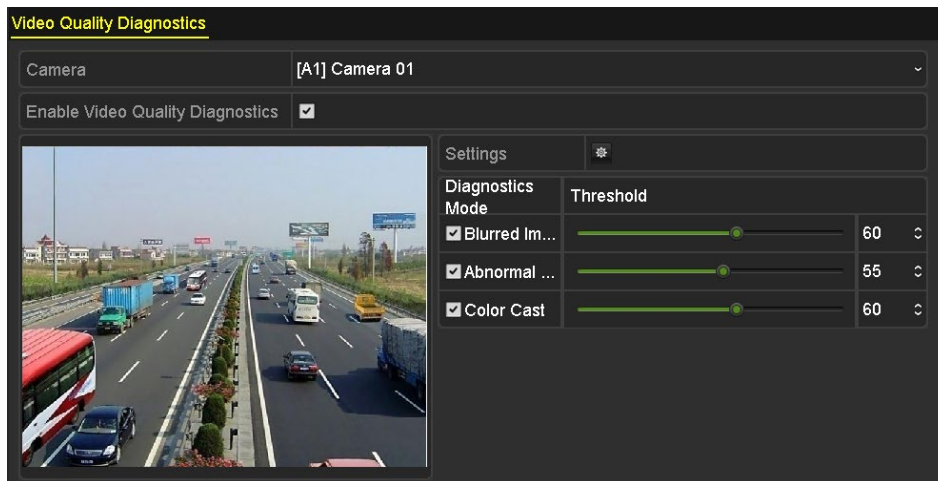 Video Quality Diagnostics
Camera [A1] Camera 01
Enable Video Quality Diagnostics
Settings
Diagnostics Mode Threshold
Blurred Im... 60
Abnormal ... 55
Color Cast 60